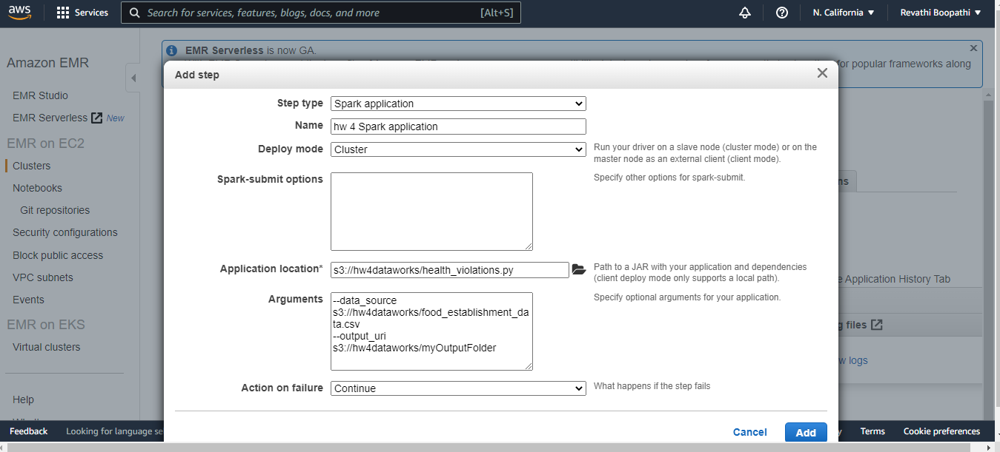 aws
Services
Search for services, features, blogs, docs, and more
[Alt+S]
N. California
Revathi Boopathi
Amazon EMR
EMR Studio
EMR Serverless New
EMR on EC2
Clusters
Notebooks
Git repositories
Security configurations
Block public access
VPC subnets
Events
EMR on EKS
Virtual clusters
Help
EMR Serverless is now GA.
for popular frameworks along
Add step
Step type
Spark application
Name
hw 4 Spark application
Deploy mode
Cluster
Run your driver on a slave node (cluster mode) or on the
master node as an external client (client mode).
Spark-submit options
Specify other options for spark-submit.
Application location*
s3://hw4dataworks/health_violations.py
Path to a JAR with your application and dependencies
(client deploy mode only supports a local path).
Arguments
--data_source
s3://hw4dataworks/food_establishment_da
ta.csv
--output_uri
s3://hw4dataworks/myOutputFolder
Specify optional arguments for your application.
Action on failure
Continue
What happens if the step fails
Cancel
Add
ns
e Application History Tab
g files
w logs
Feedback
Looking for language se
y
Terms
Cookie preferences